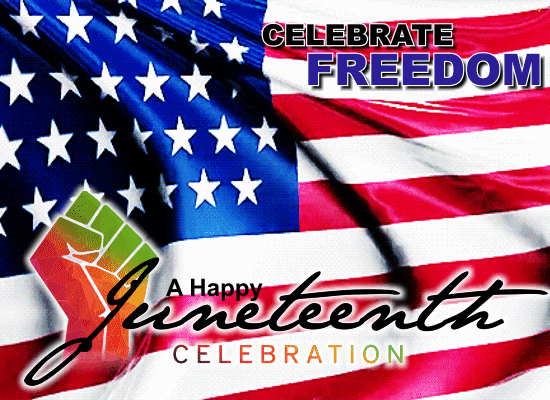 CELEBRATE
FREEDOM
A Happy
Juneteenth
CELEBRATION